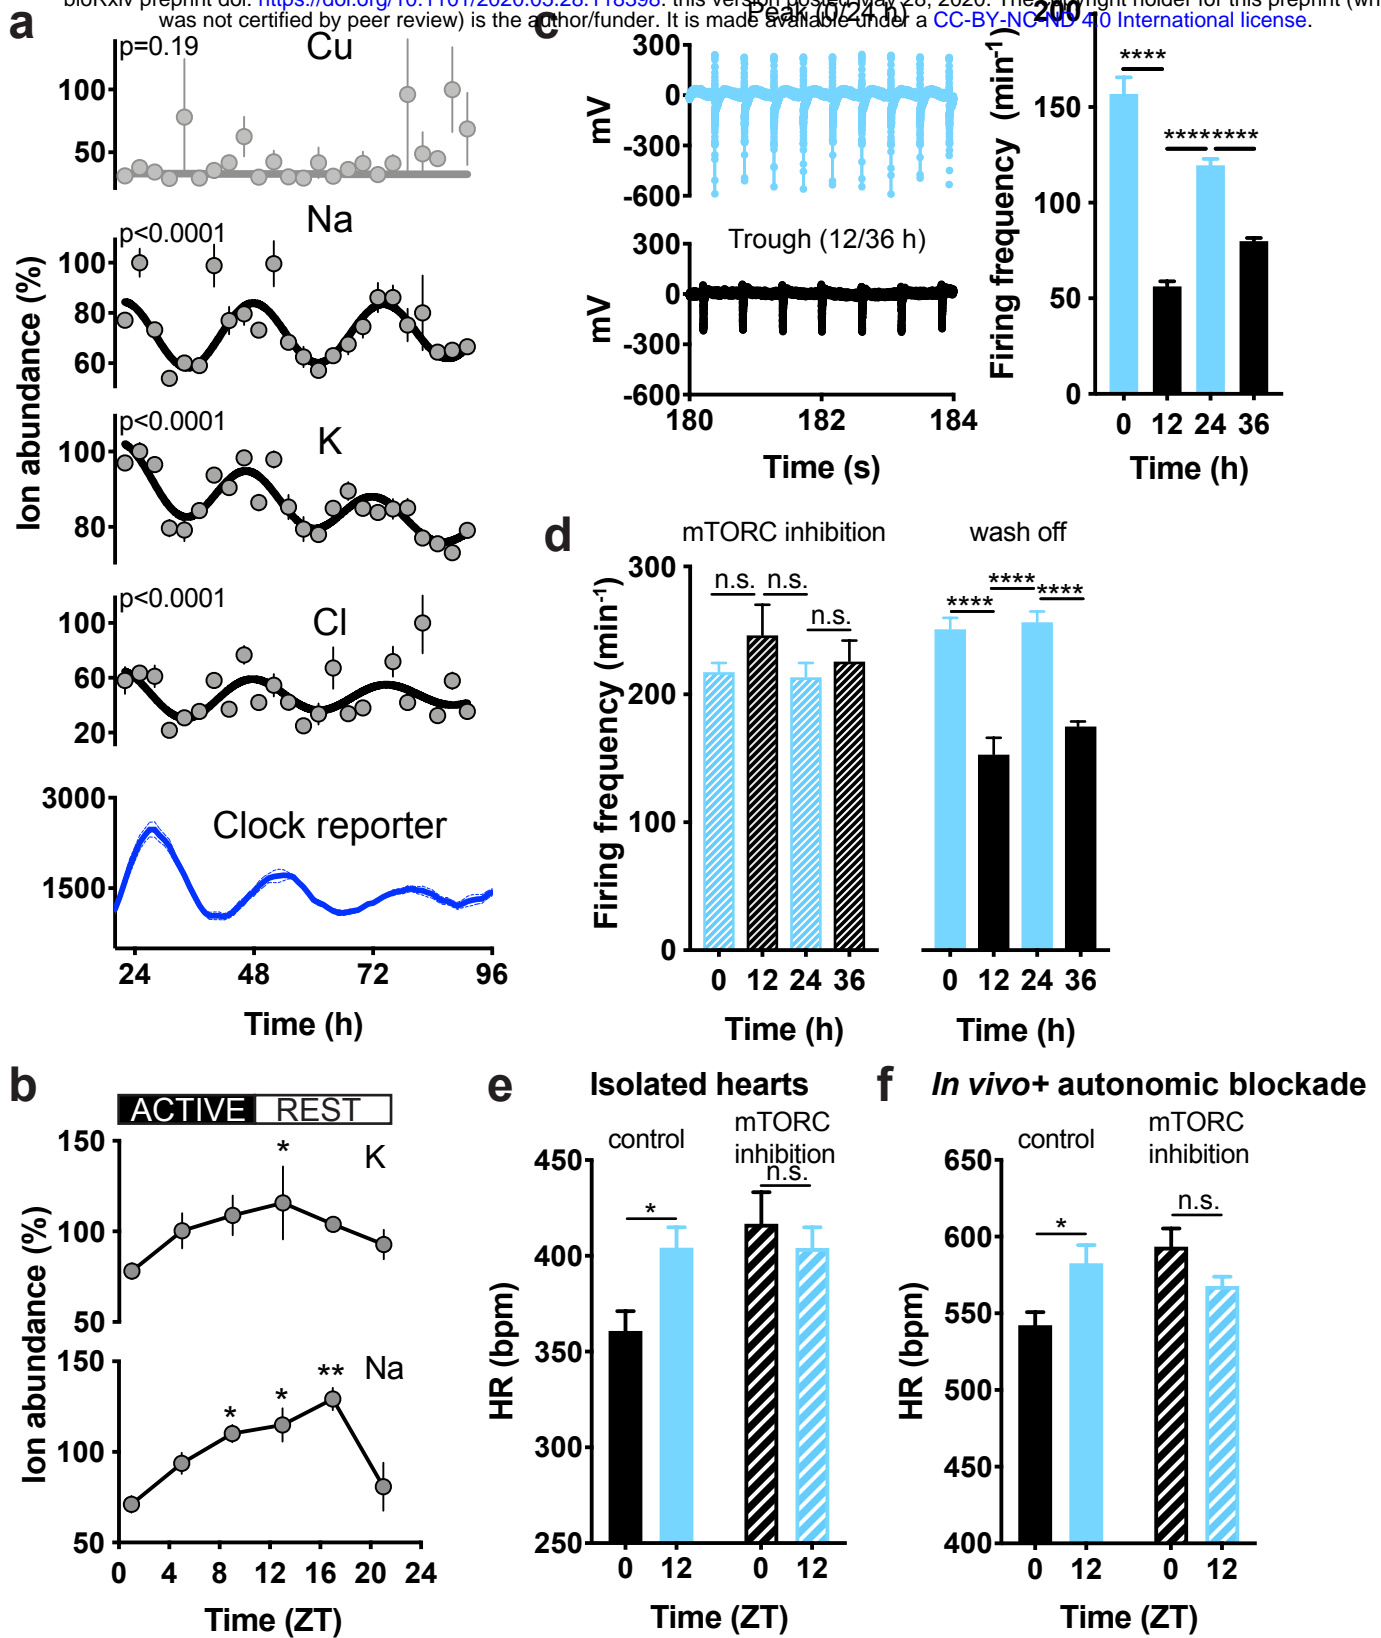 bioRxiv preprint doi: https://doi.org/10.1101/2020.05.28.118398; this version posted May 28, 2020. The copyright holder for this preprint (wh
was not certified by peer review) is the author/funder. It is made available under a CC-BY-NC-ND 4.0 International license.
a
p=0.19
Cu
100
50
Na
p<0.0001
100
80
60
Ion abundance (%)
p<0.0001
K
100
80
p<0.0001
Cl
100
60
20
3000
Clock reporter
1500
24 48 72 96
Time (h)
b
ACTIVE REST
150
*
K
100
50
Ion abundance (%)
150
Na
* * **
100
50
0 4 8 12 16 20 24
Time (ZT)
c
Peak (0/24 h)
300
0
-300
-600
mV
Trough (12/36 h)
300
0
-300
-600
mV
180 182 184
Time (s)
200
150
100
50
0
Firing frequency (min-1)
****
**** ****
0 12 24 36
Time (h)
d
mTORC inhibition
wash off
300
200
100
0
Firing frequency (min-1)
n.s. n.s.
n.s.
****
**** ****
0 12 24 36
0 12 24 36
Time (h)
Time (h)
e
Isolated hearts
control
mTORC
inhibition
450
400
350
300
250
HR (bpm)
*
n.s.
0 12 0 12
Time (ZT)
f
In vivo+ autonomic blockade
control
mTORC
inhibition
650
600
550
500
450
400
HR (bpm)
*
n.s.
0 12 0 12
Time (ZT)